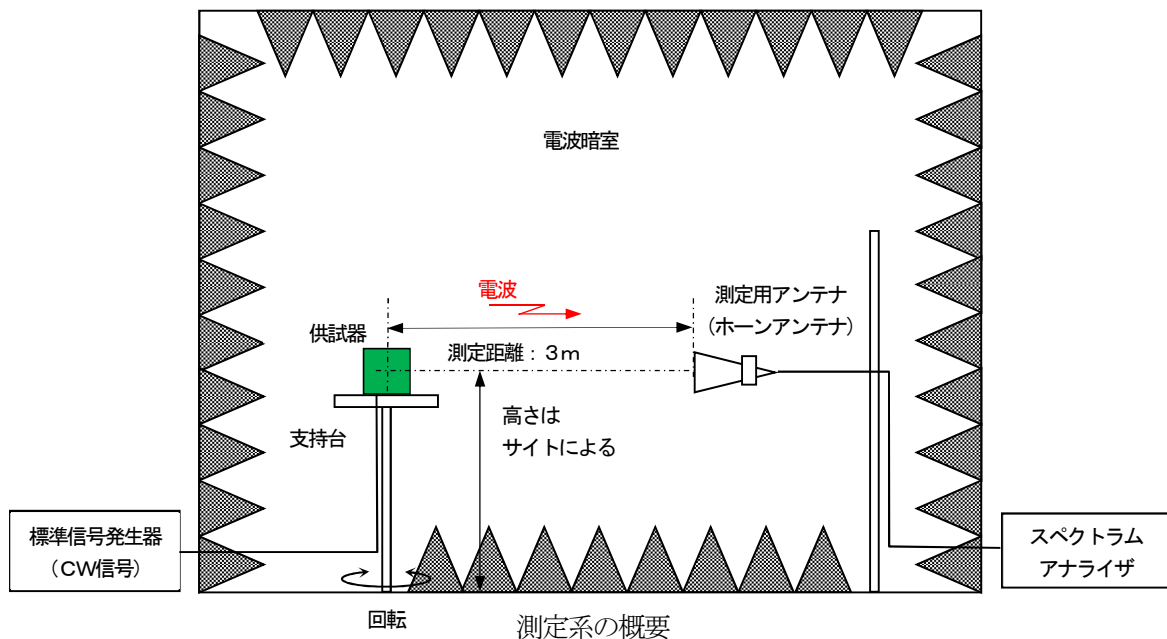 電波暗室
電波
測定用アンテナ
（ホーンアンテナ）
供試器
測定距離：３ｍ
高さは
サイトによる
支持台
標準信号発生器
（ＣＷ信号）
スペクトラム
アナライザ
回転
測定系の概要